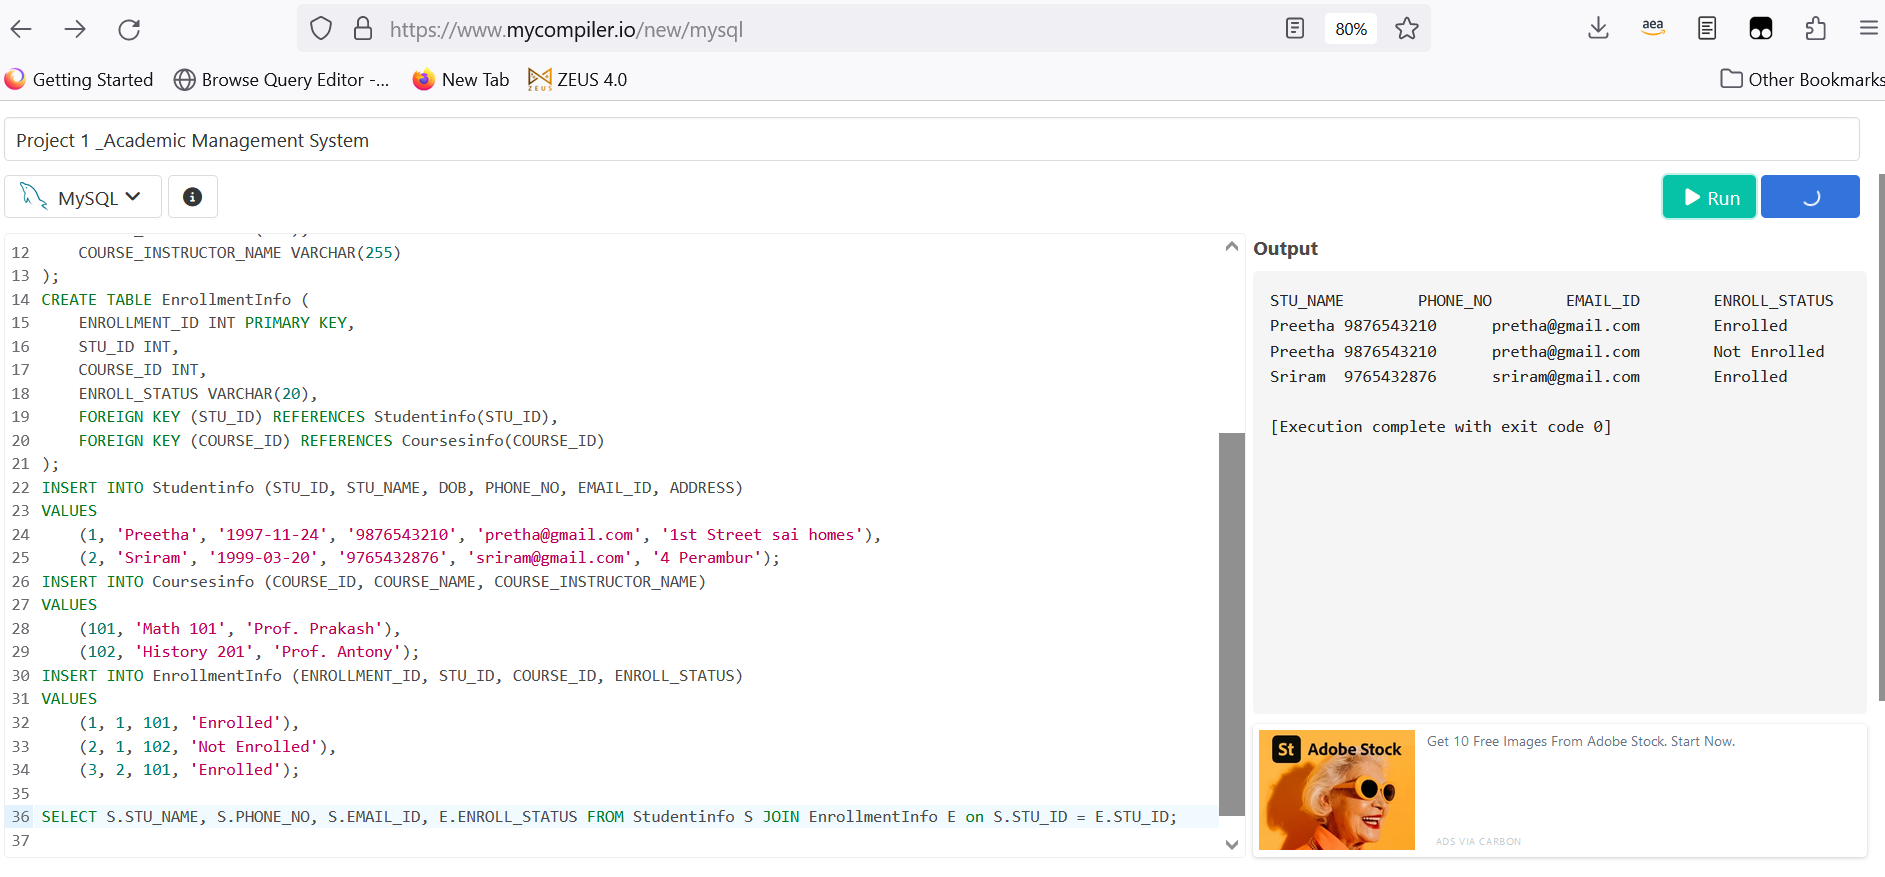 https://www.mycompiler.io/new/mysql
80%
aea
Getting Started
Browse Query Editor -...
New Tab
ZEUS
ZEUS 4.0
Other Bookmarks
Project 1 _Academic Management System
MySQL
Run
12 COURSE_INSTRUCTOR_NAME VARCHAR(255)
13 );
14 CREATE TABLE EnrollmentInfo (
15 ENROLLMENT_ID INT PRIMARY KEY,
16 STU_ID INT,
17 COURSE_ID INT,
18 ENROLL_STATUS VARCHAR(20),
19 FOREIGN KEY (STU_ID) REFERENCES Studentinfo(STU_ID),
20 FOREIGN KEY (COURSE_ID) REFERENCES Coursesinfo(COURSE_ID)
21 );
22 INSERT INTO Studentinfo (STU_ID, STU_NAME, DOB, PHONE_NO, EMAIL_ID, ADDRESS)
23 VALUES
24 (1, 'Preetha', '1997-11-24', '9876543210', 'pretha@gmail.com', '1st Street sai homes'),
25 (2, 'Sriram', '1999-03-20', '9765432876', 'sriram@gmail.com', '4 Perambur');
26 INSERT INTO Coursesinfo (COURSE_ID, COURSE_NAME, COURSE_INSTRUCTOR_NAME)
27 VALUES
28 (101, 'Math 101', 'Prof. Prakash'),
29 (102, 'History 201', 'Prof. Antony');
30 INSERT INTO EnrollmentInfo (ENROLLMENT_ID, STU_ID, COURSE_ID, ENROLL_STATUS)
31 VALUES
32 (1, 1, 101, 'Enrolled'),
33 (2, 1, 102, 'Not Enrolled'),
34 (3, 2, 101, 'Enrolled');
35
36 SELECT S.STU_NAME, S.PHONE_NO, S.EMAIL_ID, E.ENROLL_STATUS FROM Studentinfo S JOIN EnrollmentInfo E on S.STU_ID = E.STU_ID;
37
Output
STU_NAME PHONE_NO EMAIL_ID ENROLL_STATUS
Preetha 9876543210 pretha@gmail.com Enrolled
Preetha 9876543210 pretha@gmail.com Not Enrolled
Sriram 9765432876 sriram@gmail.com Enrolled
[Execution complete with exit code 0]
St Adobe Stock
Get 10 Free Images From Adobe Stock. Start Now.
ADS VIA CARBON